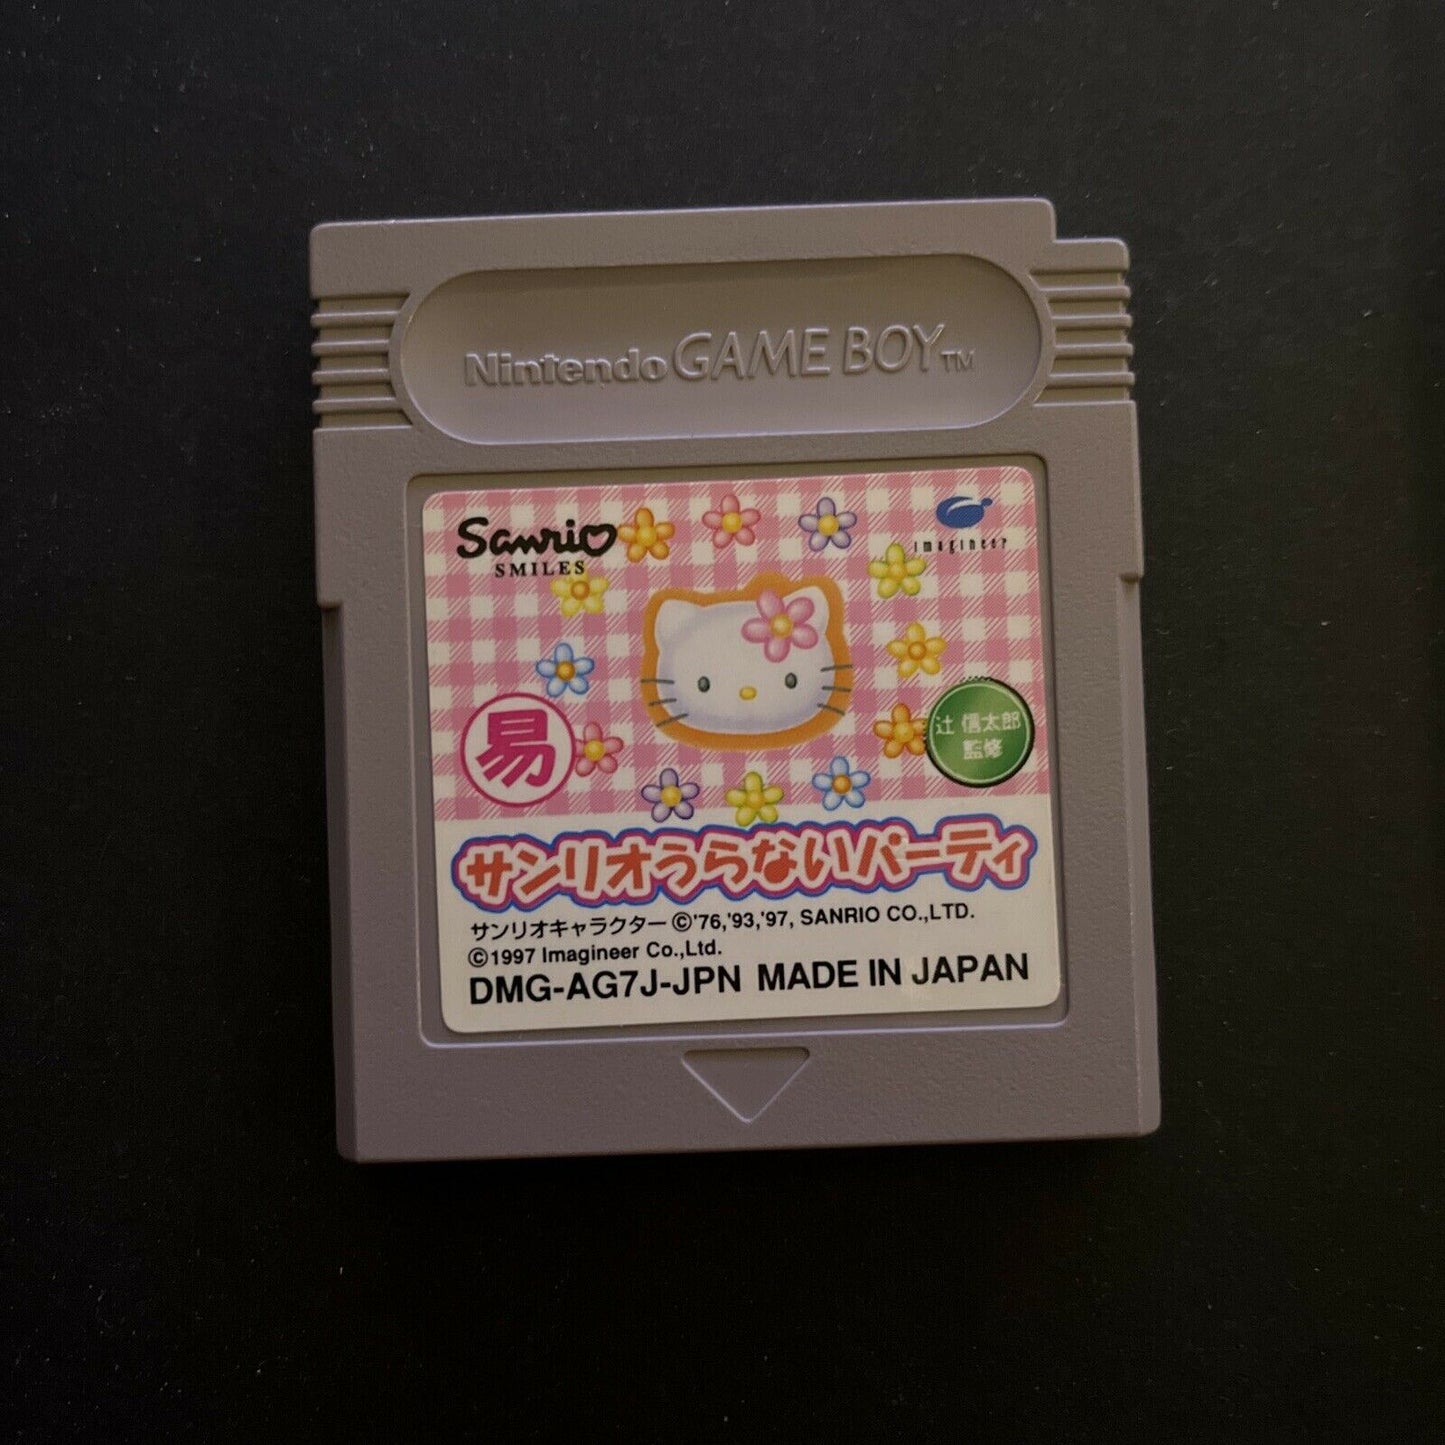 Nintendo GAME BOY™
Sanrio
SMILES
imagineer
易
辻 信太郎
監修
サンリオうらないパーティ
サンリオキャラクター ©'76,'93,'97, SANRIO CO.,LTD.
©1997 Imagineer Co.,Ltd.
DMG-AG7J-JPN MADE IN JAPAN